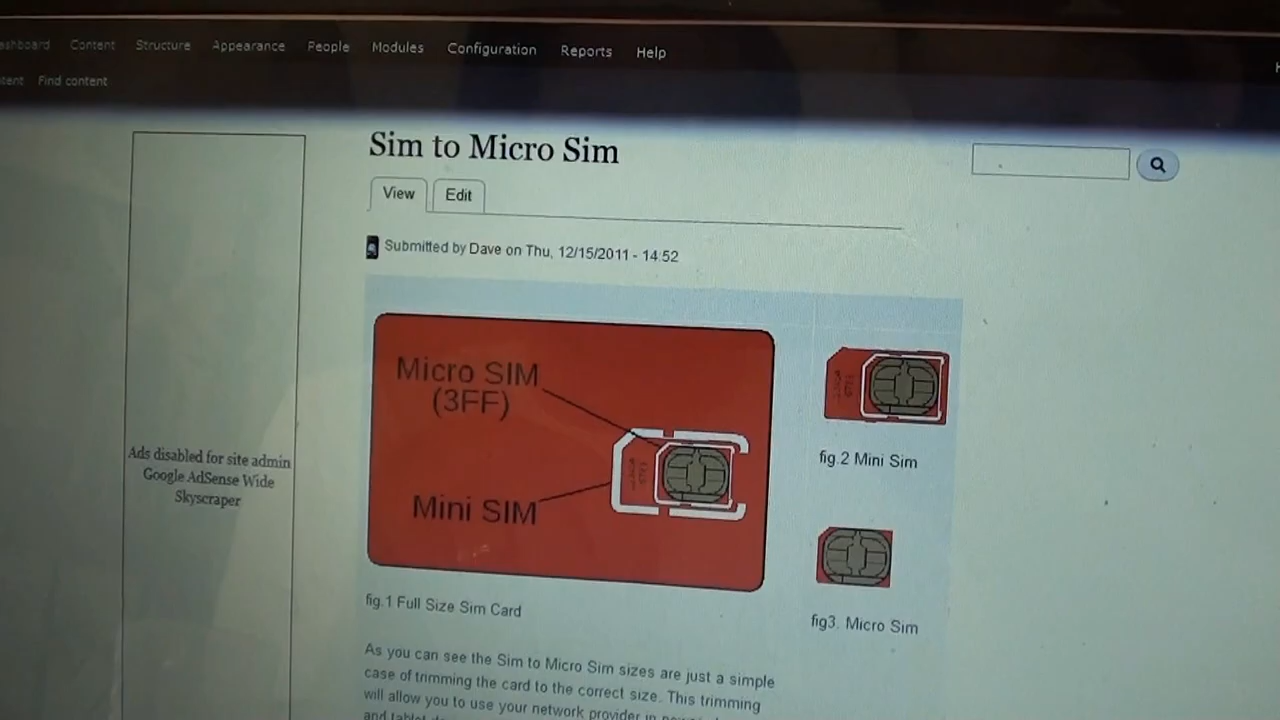 Content Structure Appearance People Modules Configuration Reports Help
Find content
Sim to Micro Sim
View Edit
Submitted by Dave on Thu, 12/15/2011 - 14:52
Micro SIM
(3FF)
Mini SIM
fig.1 Full Size Sim Card
fig.2 Mini Sim
fig3. Micro Sim
Ads disabled for site admin
Google AdSense Wide
Skyscraper
As you can see the Sim to Micro Sim sizes are just a simple
case of trimming the card to the correct size. This trimming
will allow you to use your network provider in